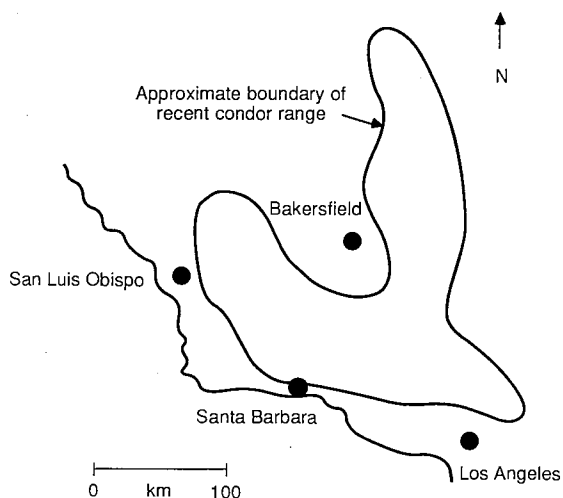 N
Approximate boundary of
recent condor range
Bakersfield
San Luis Obispo
Santa Barbara
Los Angeles
0 km 100